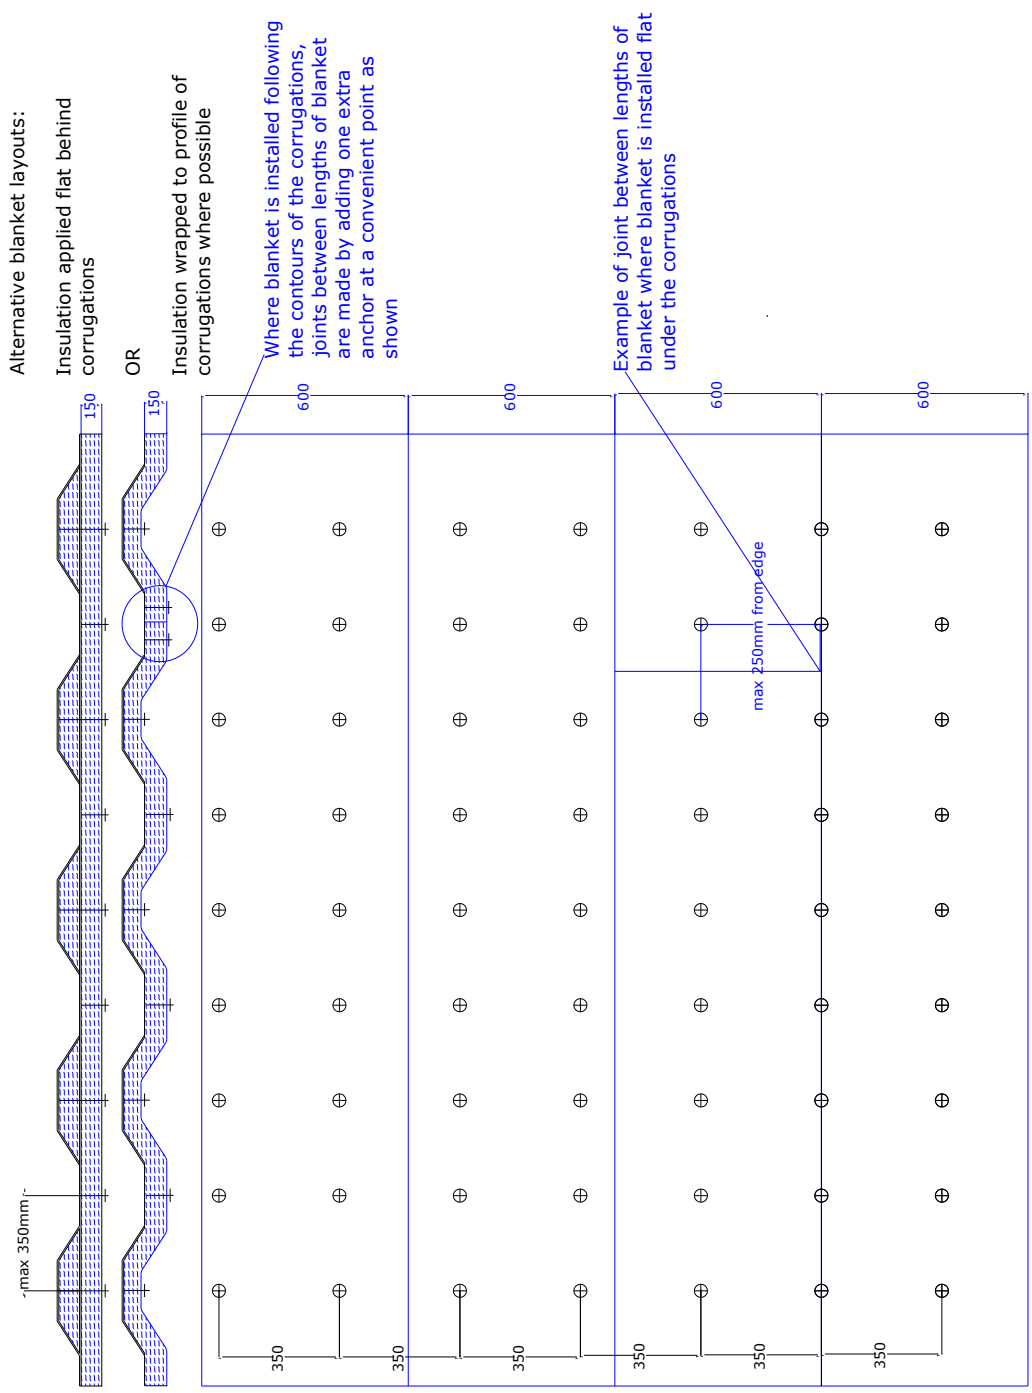 Alternative blanket layouts:
Insulation applied flat behind
corrugations
OR
Insulation wrapped to profile of
corrugations where possible
Where blanket is installed following
the contours of the corrugations,
joints between lengths of blanket
are made by adding one extra
anchor at a convenient point as
shown
Example of joint between lengths of
blanket where blanket is installed flat
under the corrugations
150
150
600
600
600
600
max 250mm from edge
max 350mm
350
350
350
350
350
350